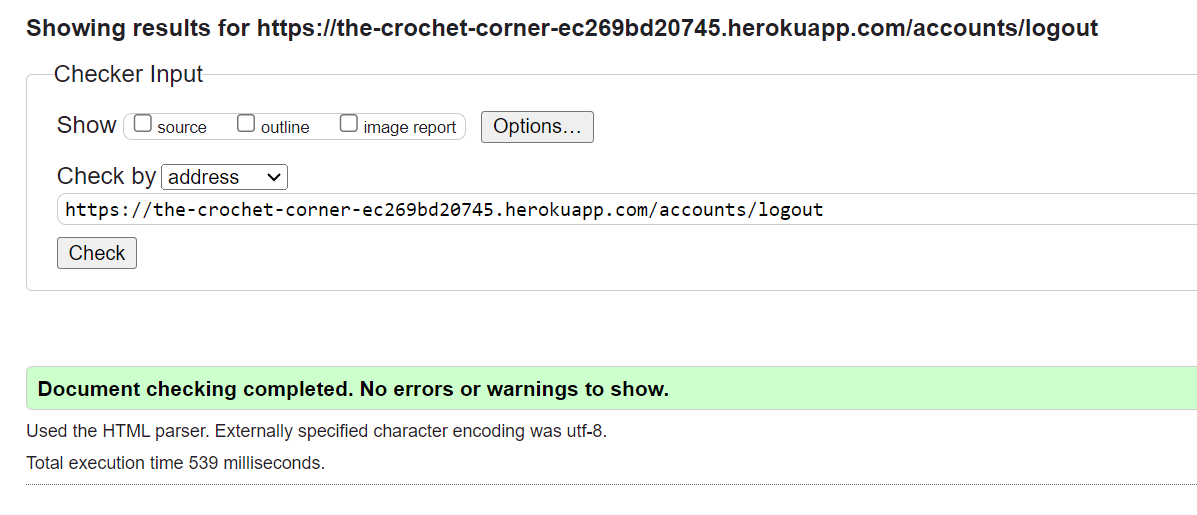 Showing results for https://the-crochet-corner-ec269bd20745.herokuapp.com/accounts/logout
Checker Input
Show source outline image report Options...
Check by address
https://the-crochet-corner-ec269bd20745.herokuapp.com/accounts/logout
Check
Document checking completed. No errors or warnings to show.
Used the HTML parser. Externally specified character encoding was utf-8.
Total execution time 539 milliseconds.